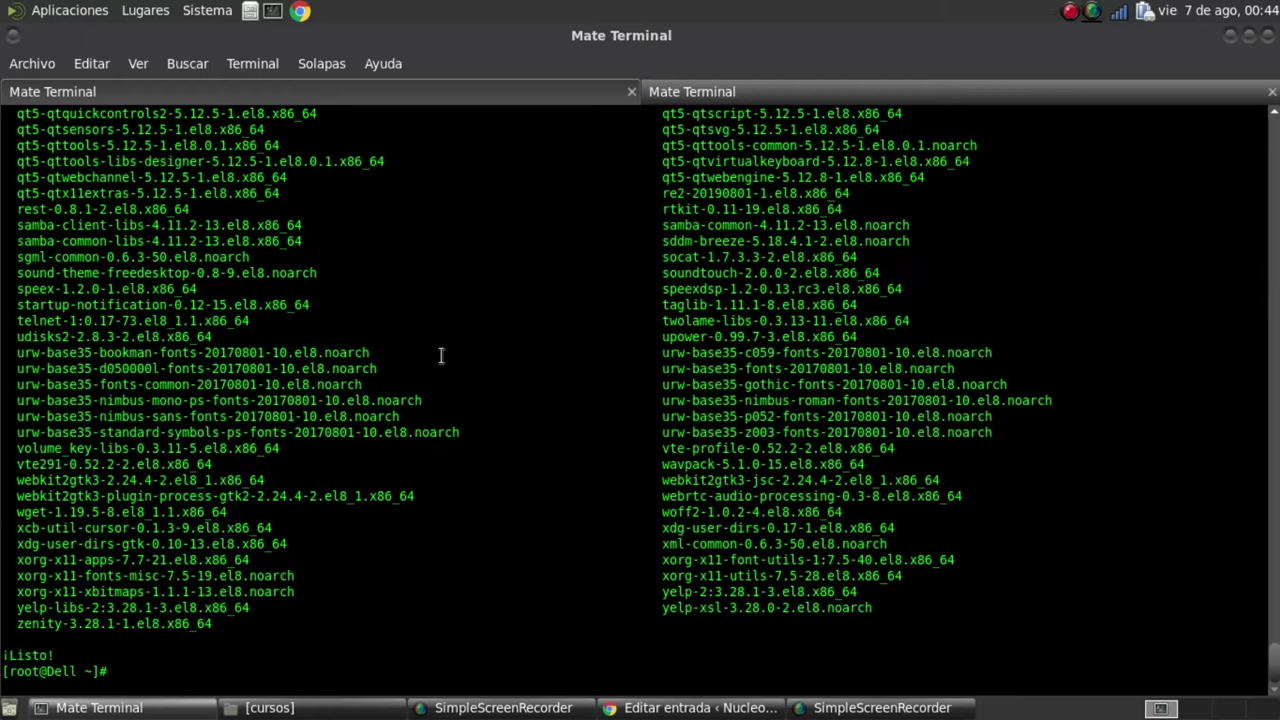 Aplicaciones Lugares Sistema vie 7 de ago, 00:44
Mate Terminal
Archivo Editar Ver Buscar Terminal Solapas Ayuda
Mate Terminal × Mate Terminal ×
qt5-qtquickcontrols2-5.12.5-1.el8.x86_64 qt5-qtscript-5.12.5-1.el8.x86_64
qt5-qtsensors-5.12.5-1.el8.x86_64 qt5-qtsvg-5.12.5-1.el8.x86_64
qt5-qttools-5.12.5-1.el8.0.1.x86_64 qt5-qttools-common-5.12.5-1.el8.0.1.noarch
qt5-qttools-libs-designer-5.12.5-1.el8.0.1.x86_64 qt5-qtvirtualkeyboard-5.12.8-1.el8.x86_64
qt5-qtwebchannel-5.12.5-1.el8.x86_64 qt5-qtwebengine-5.12.8-1.el8.x86_64
qt5-qtx11extras-5.12.5-1.el8.x86_64 re2-20190801-1.el8.x86_64
rest-0.8.1-2.el8.x86_64 rtkit-0.11-19.el8.x86_64
samba-client-libs-4.11.2-13.el8.x86_64 samba-common-4.11.2-13.el8.noarch
samba-common-libs-4.11.2-13.el8.x86_64 sddm-breeze-5.18.4.1-2.el8.noarch
sgml-common-0.6.3-50.el8.noarch socat-1.7.3.3-2.el8.x86_64
sound-theme-freedesktop-0.8-9.el8.noarch soundtouch-2.0.0-2.el8.x86_64
speex-1.2.0-1.el8.x86_64 speexdsp-1.2-0.13.rc3.el8.x86_64
startup-notification-0.12-15.el8.x86_64 taglib-1.11.1-8.el8.x86_64
telnet-1:0.17-73.el8_1.1.x86_64 twolame-libs-0.3.13-11.el8.x86_64
udisks2-2.8.3-2.el8.x86_64 upower-0.99.7-3.el8.x86_64
urw-base35-bookman-fonts-20170801-10.el8.noarch urw-base35-c059-fonts-20170801-10.el8.noarch
urw-base35-d050000l-fonts-20170801-10.el8.noarch urw-base35-fonts-20170801-10.el8.noarch
urw-base35-fonts-common-20170801-10.el8.noarch urw-base35-gothic-fonts-20170801-10.el8.noarch
urw-base35-nimbus-mono-ps-fonts-20170801-10.el8.noarch urw-base35-nimbus-roman-fonts-20170801-10.el8.noarch
urw-base35-nimbus-sans-fonts-20170801-10.el8.noarch urw-base35-p052-fonts-20170801-10.el8.noarch
urw-base35-standard-symbols-ps-fonts-20170801-10.el8.noarch urw-base35-z003-fonts-20170801-10.el8.noarch
volume_key-libs-0.3.11-5.el8.x86_64 vte-profile-0.52.2-2.el8.x86_64
vte291-0.52.2-2.el8.x86_64 wavpack-5.1.0-15.el8.x86_64
webkit2gtk3-2.24.4-2.el8_1.x86_64 webkit2gtk3-jsc-2.24.4-2.el8_1.x86_64
webkit2gtk3-plugin-process-gtk2-2.24.4-2.el8_1.x86_64 webrtc-audio-processing-0.3-8.el8.x86_64
wget-1.19.5-8.el8_1.1.x86_64 woff2-1.0.2-4.el8.x86_64
xcb-util-cursor-0.1.3-9.el8.x86_64 xdg-user-dirs-0.17-1.el8.x86_64
xdg-user-dirs-gtk-0.10-13.el8.x86_64 xml-common-0.6.3-50.el8.noarch
xorg-x11-apps-7.7-21.el8.x86_64 xorg-x11-font-utils-1:7.5-40.el8.x86_64
xorg-x11-fonts-misc-7.5-19.el8.noarch xorg-x11-utils-7.5-28.el8.x86_64
xorg-x11-xbitmaps-1.1.1-13.el8.noarch yelp-2:3.28.1-3.el8.x86_64
yelp-libs-2:3.28.1-3.el8.x86_64 yelp-xsl-3.28.0-2.el8.noarch
zenity-3.28.1-1.el8.x86_64
¡Listo!
[root@Dell ~]#
Mate Terminal [cursos] SimpleScreenRecorder Editar entrada ‹ Nucleo... SimpleScreenRecorder